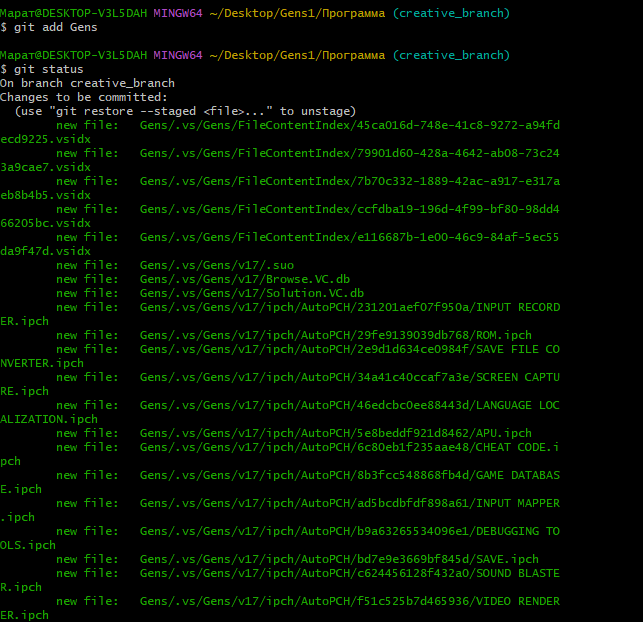 Марат@DESKTOP-V3L5DAH MINGW64 ~/Desktop/Gens1/Программа (creative_branch)
$ git add Gens
Марат@DESKTOP-V3L5DAH MINGW64 ~/Desktop/Gens1/Программа (creative_branch)
$ git status
On branch creative_branch
Changes to be committed:
  (use "git restore --staged <file>..." to unstage)
        new file:   Gens/.vs/Gens/FileContentIndex/45ca016d-748e-41c8-9272-a94fd
ecd9225.vsidx
        new file:   Gens/.vs/Gens/FileContentIndex/79901d60-428a-4642-ab08-73c24
3a9cae7.vsidx
        new file:   Gens/.vs/Gens/FileContentIndex/7b70c332-1889-42ac-a917-e317a
eb8b4b5.vsidx
        new file:   Gens/.vs/Gens/FileContentIndex/ccfdba19-196d-4f99-bf80-98dd4
66205bc.vsidx
        new file:   Gens/.vs/Gens/FileContentIndex/e116687b-1e00-46c9-84af-5ec55
da9f47d.vsidx
        new file:   Gens/.vs/Gens/v17/.suo
        new file:   Gens/.vs/Gens/v17/Browse.VC.db
        new file:   Gens/.vs/Gens/v17/Solution.VC.db
        new file:   Gens/.vs/Gens/v17/ipch/AutoPCH/231201aef07f950a/INPUT RECORD
ER.ipch
        new file:   Gens/.vs/Gens/v17/ipch/AutoPCH/29fe9139039db768/ROM.ipch
        new file:   Gens/.vs/Gens/v17/ipch/AutoPCH/2e9d1d634ce0984f/SAVE FILE CO
NVERTER.ipch
        new file:   Gens/.vs/Gens/v17/ipch/AutoPCH/34a41c40ccaf7a3e/SCREEN CAPTU
RE.ipch
        new file:   Gens/.vs/Gens/v17/ipch/AutoPCH/46edcbc0ee88443d/LANGUAGE LOC
ALIZATION.ipch
        new file:   Gens/.vs/Gens/v17/ipch/AutoPCH/5e8beddf921d8462/APU.ipch
        new file:   Gens/.vs/Gens/v17/ipch/AutoPCH/6c80eb1f235aae48/CHEAT CODE.i
pch
        new file:   Gens/.vs/Gens/v17/ipch/AutoPCH/8b3fcc548868fb4d/GAME DATABAS
E.ipch
        new file:   Gens/.vs/Gens/v17/ipch/AutoPCH/ad5bcdbfdf898a61/INPUT MAPPER
.ipch
        new file:   Gens/.vs/Gens/v17/ipch/AutoPCH/b9a63265534096e1/DEBUGGING TO
OLS.ipch
        new file:   Gens/.vs/Gens/v17/ipch/AutoPCH/bd7e9e3669bf845d/SAVE.ipch
        new file:   Gens/.vs/Gens/v17/ipch/AutoPCH/c624456128f432a0/SOUND BLASTE
R.ipch
        new file:   Gens/.vs/Gens/v17/ipch/AutoPCH/f51c525b7d465936/VIDEO RENDER
ER.ipch